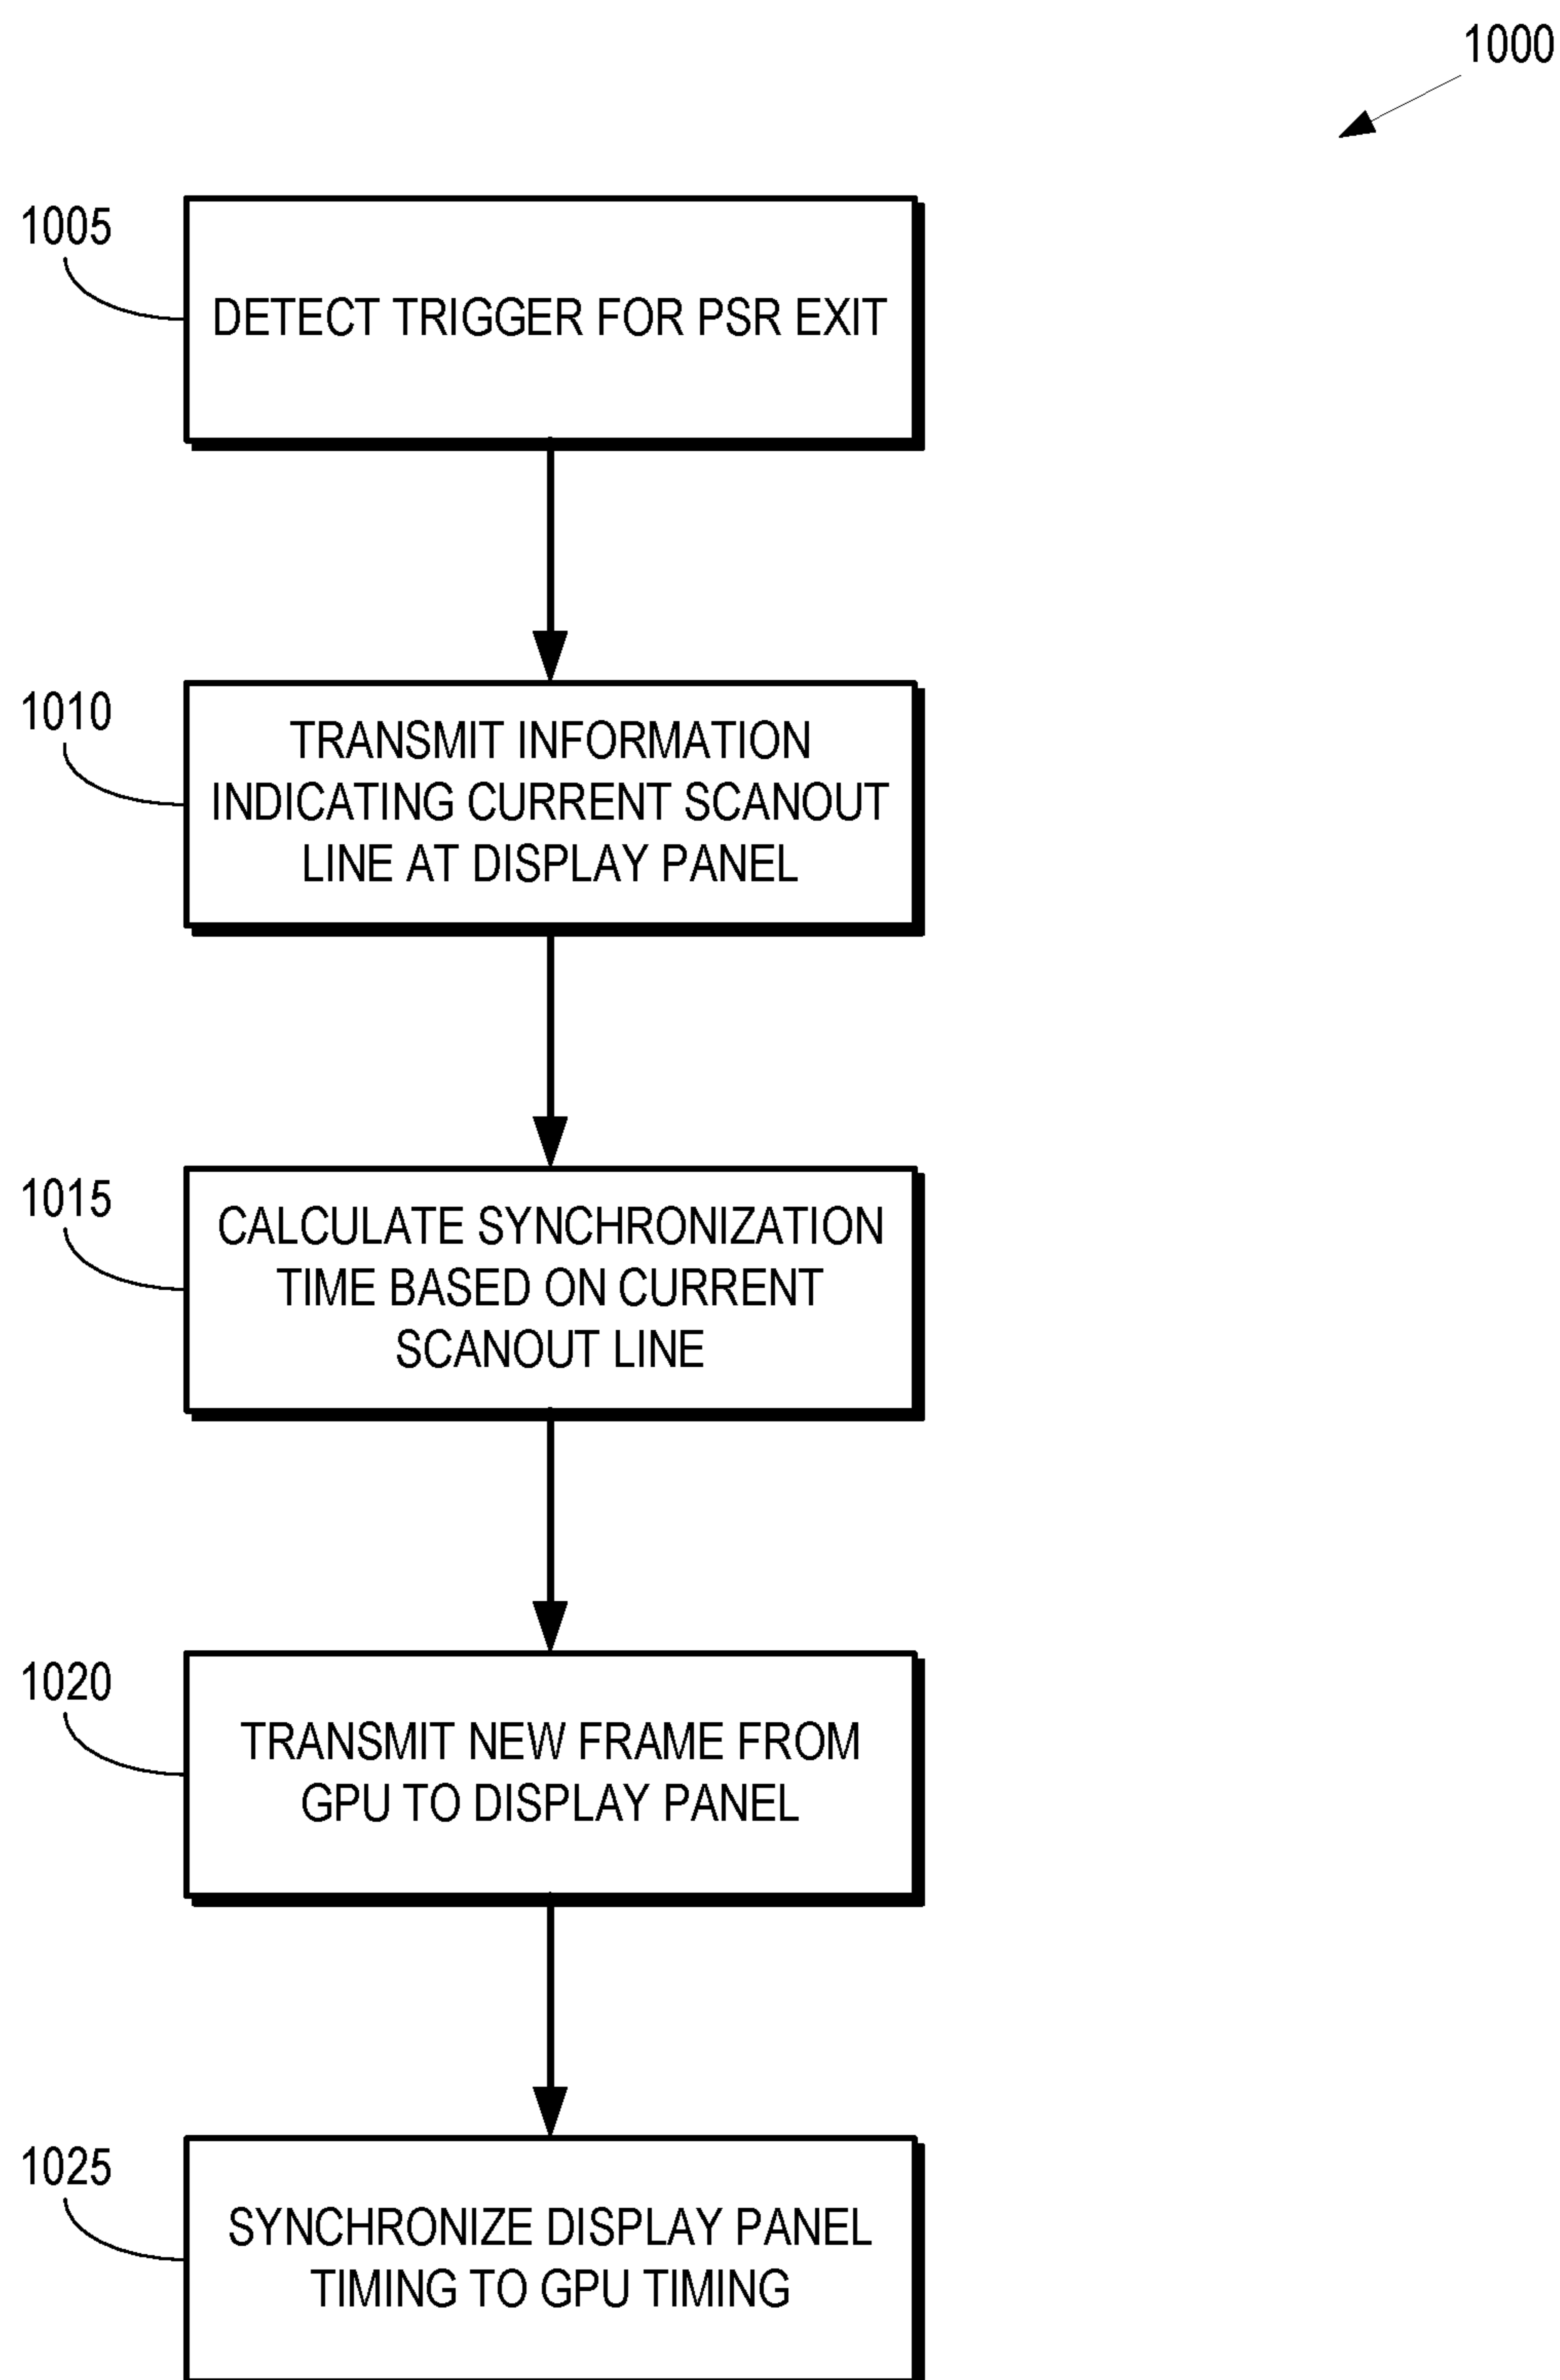 1000
1005
DETECT TRIGGER FOR PSR EXIT
1010
TRANSMIT INFORMATION
INDICATING CURRENT SCANOUT
LINE AT DISPLAY PANEL
1015
CALCULATE SYNCHRONIZATION
TIME BASED ON CURRENT
SCANOUT LINE
1020
TRANSMIT NEW FRAME FROM
GPU TO DISPLAY PANEL
1025
SYNCHRONIZE DISPLAY PANEL
TIMING TO GPU TIMING